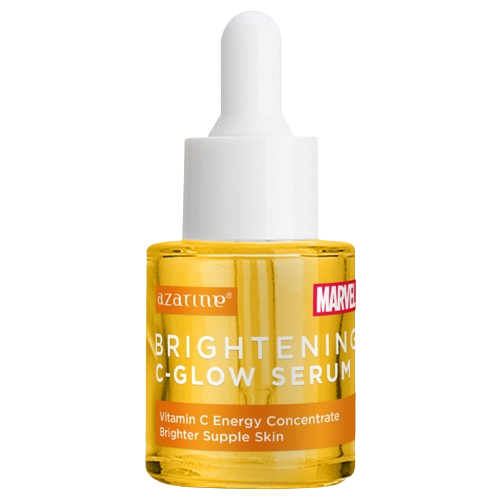 azarine®
MARVEL
BRIGHTENING
C-GLOW SERUM
Vitamin C Energy Concentrate
Brighter Supple Skin